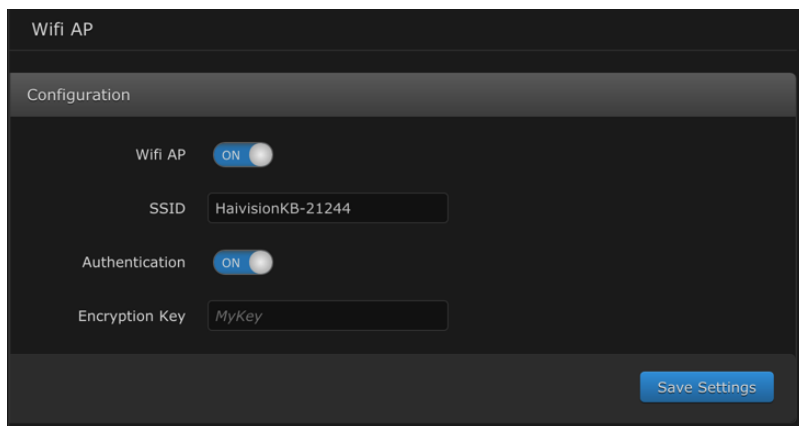 Wifi AP
Configuration
Wifi AP ON
SSID HaivisionKB-21244
Authentication ON
Encryption Key MyKey
Save Settings